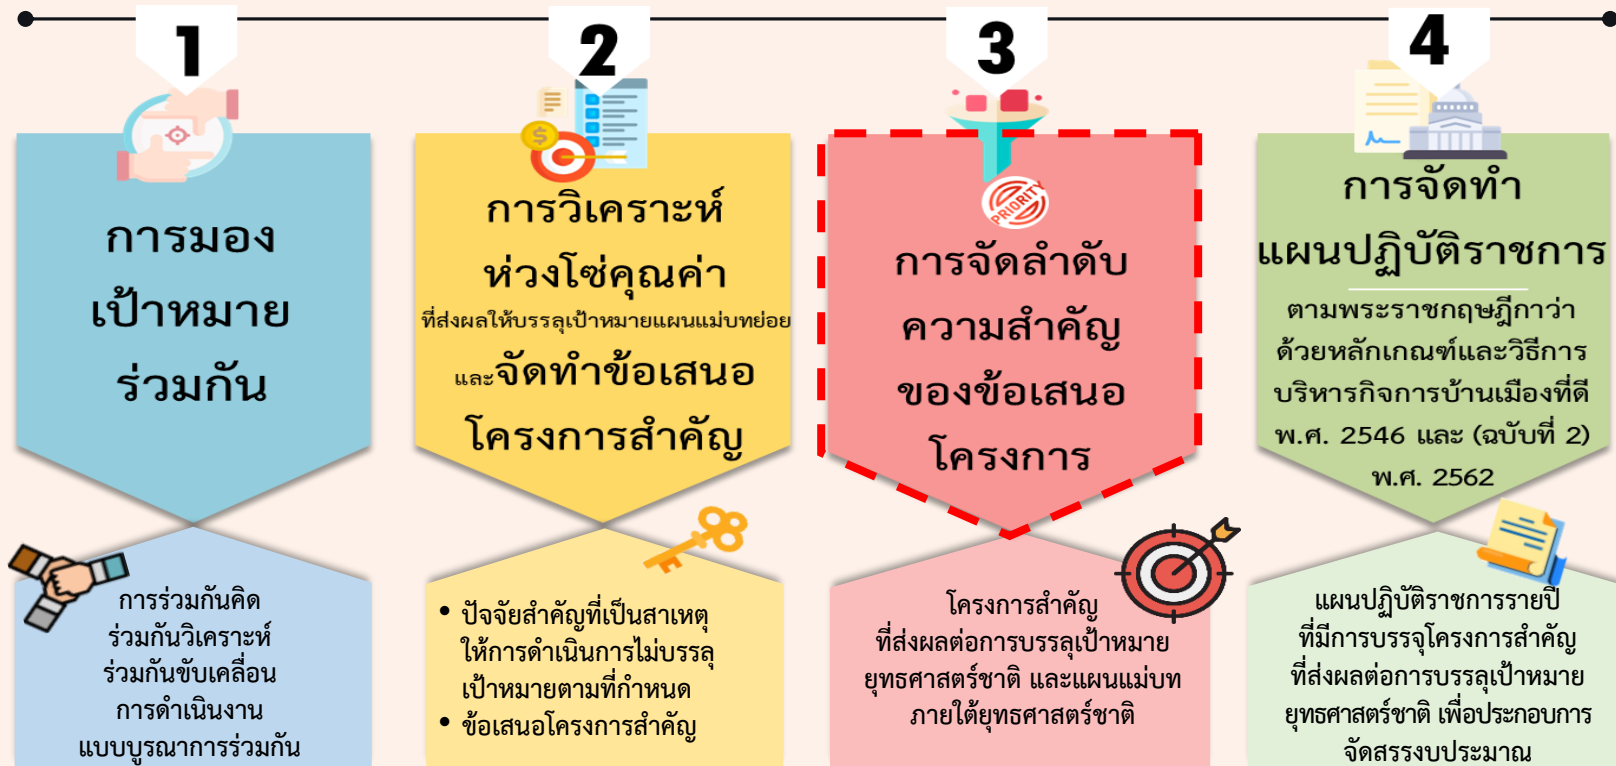 1
การมอง
เป้าหมาย
ร่วมกัน
การร่วมกันคิด
ร่วมกันวิเคราะห์
ร่วมกันขับเคลื่อน
การดำเนินงาน
แบบบูรณาการร่วมกัน
2
การวิเคราะห์
ห่วงโซ่คุณค่า
ที่ส่งผลให้บรรลุเป้าหมายแผนแม่บทย่อย
และจัดทำข้อเสนอ
โครงการสำคัญ
• ปัจจัยสำคัญที่เป็นสาเหตุ
ให้การดำเนินการไม่บรรลุ
เป้าหมายตามที่กำหนด
• ข้อเสนอโครงการสำคัญ
3
PRIORITY
การจัดลำดับ
ความสำคัญ
ของข้อเสนอ
โครงการ
โครงการสำคัญ
ที่ส่งผลต่อการบรรลุเป้าหมาย
ยุทธศาสตร์ชาติ และแผนแม่บท
ภายใต้ยุทธศาสตร์ชาติ
4
การจัดทำ
แผนปฏิบัติราชการ
ตามพระราชกฤษฎีกาว่า
ด้วยหลักเกณฑ์และวิธีการ
บริหารกิจการบ้านเมืองที่ดี
พ.ศ. 2546 และ (ฉบับที่ 2)
พ.ศ. 2562
แผนปฏิบัติราชการรายปี
ที่มีการบรรจุโครงการสำคัญ
ที่ส่งผลต่อการบรรลุเป้าหมาย
ยุทธศาสตร์ชาติ เพื่อประกอบการ
จัดสรรงบประมาณ